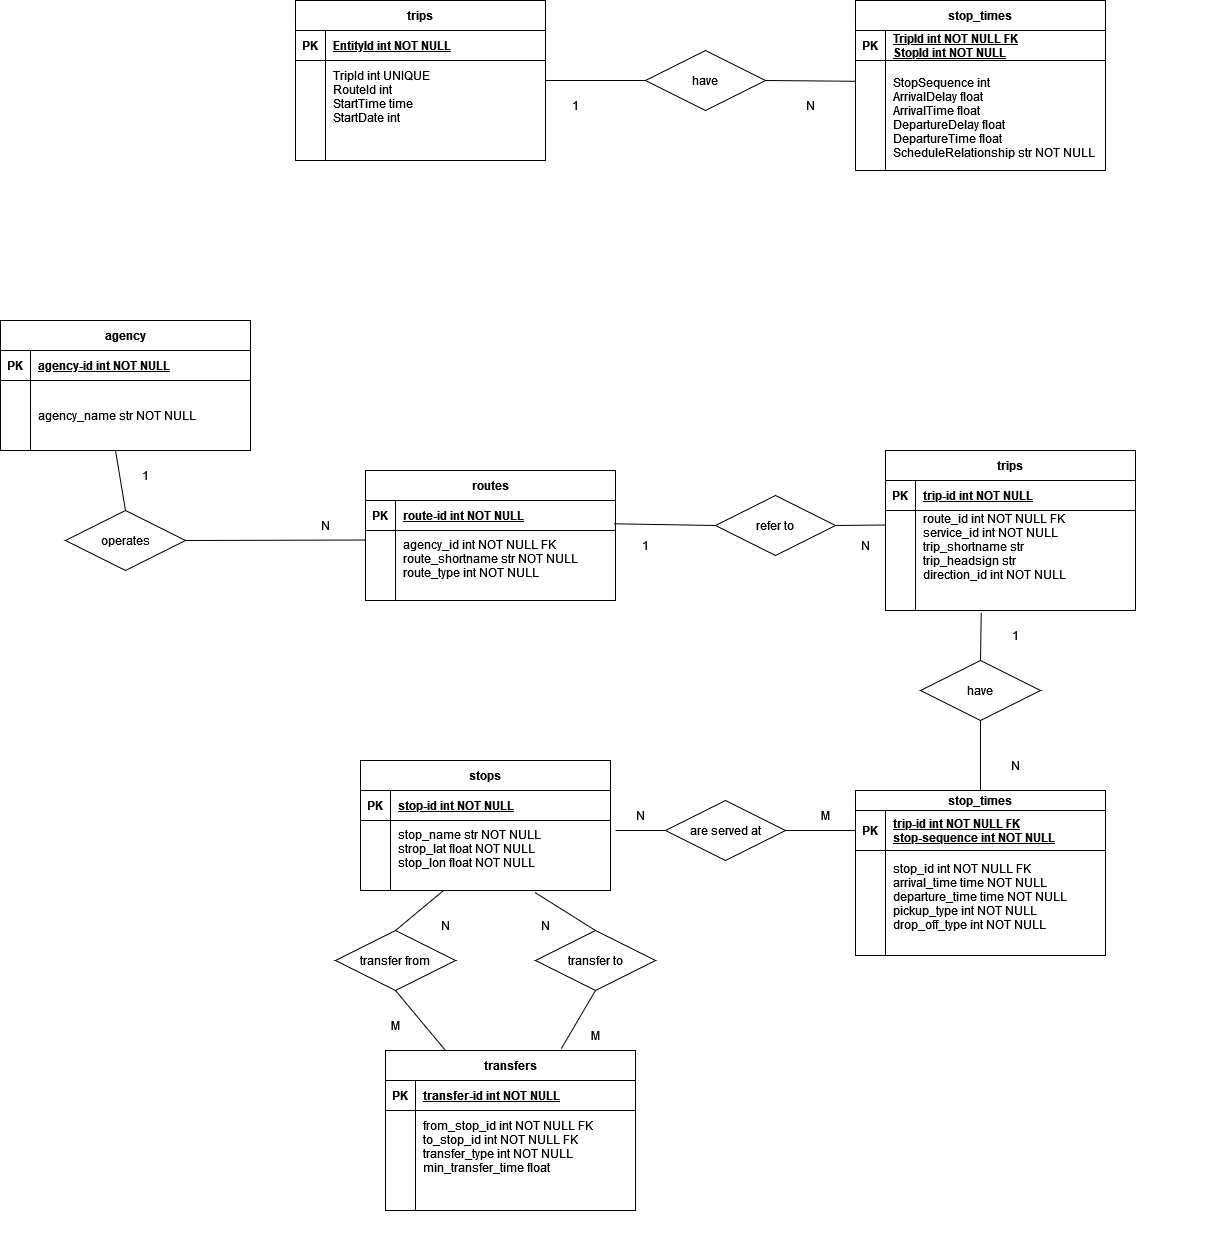 trips
PK
EntityId int NOT NULL
TripId int UNIQUE
RouteId int
StartTime time
StartDate int
1
have
N
stop_times
PK
TripId int NOT NULL FK
StopId int NOT NULL
StopSequence int
ArrivalDelay float
ArrivalTime float
DepartureDelay float
DepartureTime float
ScheduleRelationship str NOT NULL
agency
PK
agency-id int NOT NULL
agency_name str NOT NULL
1
operates
N
routes
PK
route-id int NOT NULL
agency_id int NOT NULL FK
route_shortname str NOT NULL
route_type int NOT NULL
1
refer to
N
trips
PK
trip-id int NOT NULL
route_id int NOT NULL FK
service_id int NOT NULL
trip_shortname str
trip_headsign str
direction_id int NOT NULL
1
have
N
stops
PK
stop-id int NOT NULL
stop_name str NOT NULL
strop_lat float NOT NULL
stop_lon float NOT NULL
N
are served at
M
stop_times
PK
trip-id int NOT NULL FK
stop-sequence int NOT NULL
stop_id int NOT NULL FK
arrival_time time NOT NULL
departure_time time NOT NULL
pickup_type int NOT NULL
drop_off_type int NOT NULL
N
N
transfer from
transfer to
M
M
transfers
PK
transfer-id int NOT NULL
from_stop_id int NOT NULL FK
to_stop_id int NOT NULL FK
transfer_type int NOT NULL
min_transfer_time float